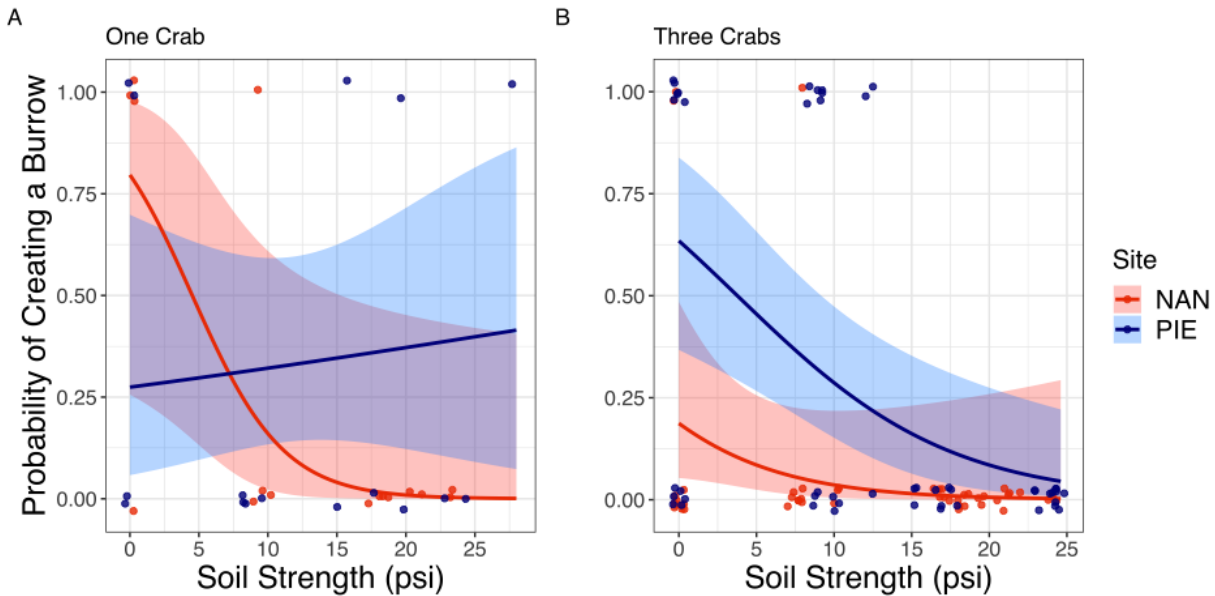 A
One Crab
Probability of Creating a Burrow
1.00
0.75
0.50
0.25
0.00
0 5 10 15 20 25
Soil Strength (psi)
B
Three Crabs
1.00
0.75
0.50
0.25
0.00
0 5 10 15 20 25
Soil Strength (psi)
Site
NAN
PIE